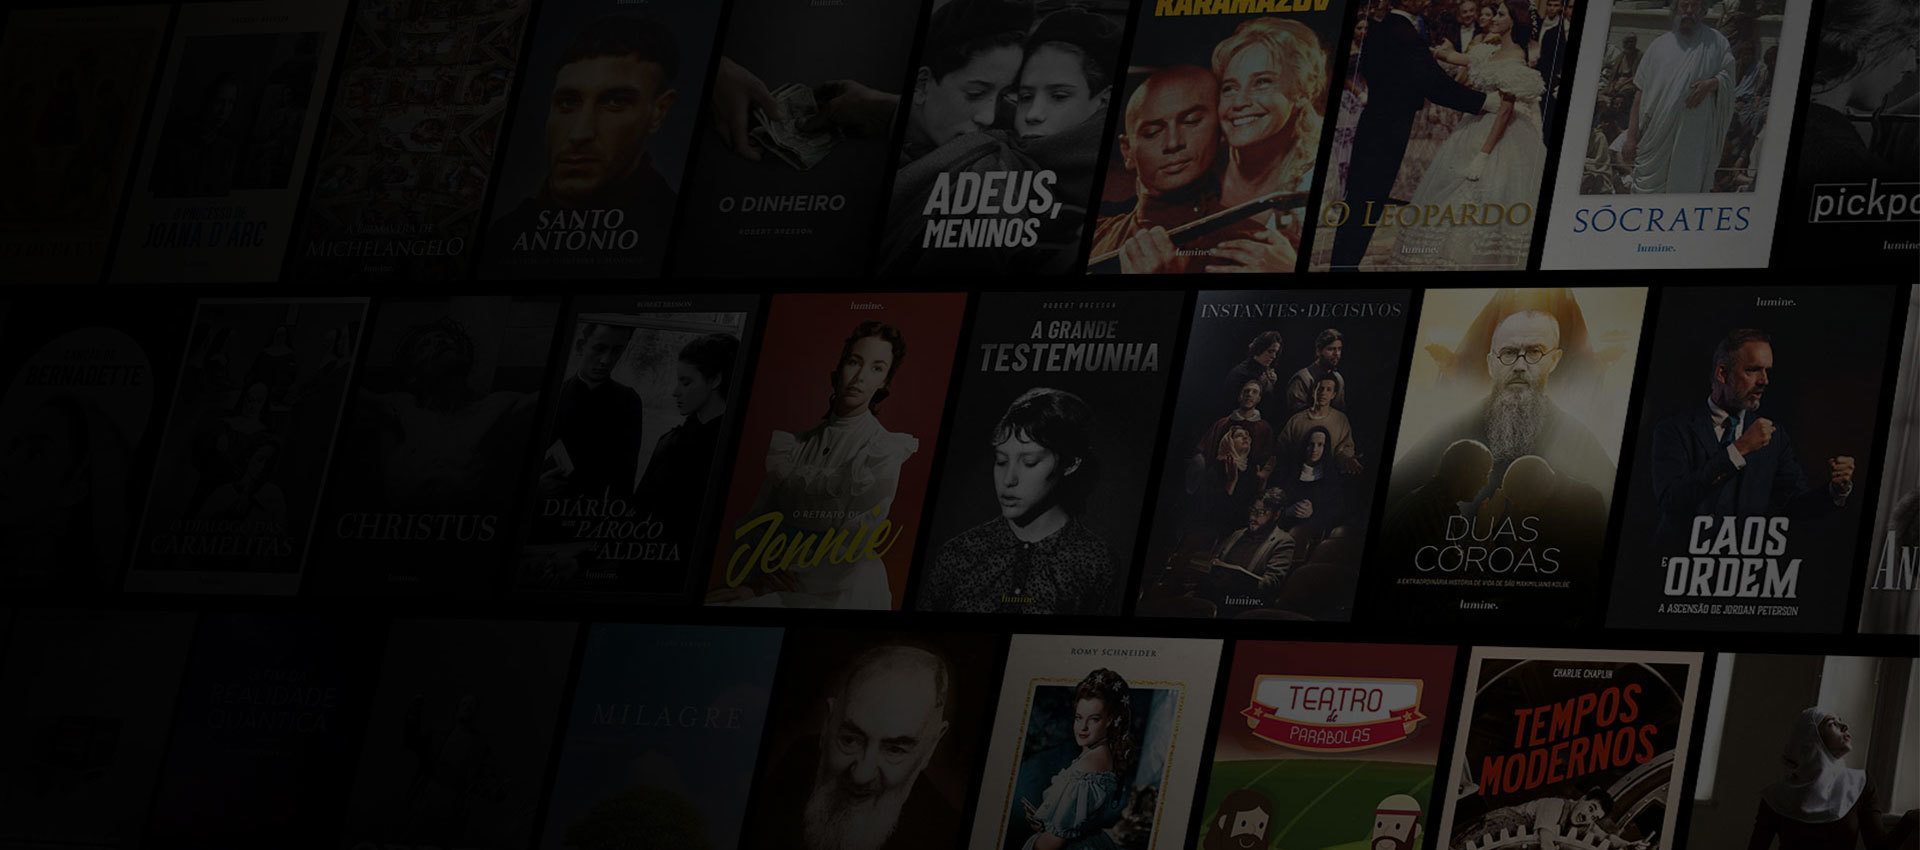 lumine.
lumine.
KARAMAZOV
O PROCESSO DE
JOANA D'ARC
A PRIMAVERA DE
MICHELANGELO
lumine.
SANTO
ANTÔNIO
O DINHEIRO
ROBERT BRESSON
ADEUS,
MENINOS
lumine.
O LEOPARDO
lumine.
SÓCRATES
lumine.
pickpo
lumine
BERNADETTE
O DIÁLOGO DAS
CARMELITAS
CHRISTUS
lumine.
ROBERT BRESSON
DIÁRIO de
um PÁROCO
de ALDEIA
lumine.
lumine.
O RETRATO DE
Jennie
ROBERT BRESSON
A GRANDE
TESTEMUNHA
lumine.
INSTANTES • DECISIVOS
lumine.
DUAS
COROAS
A EXTRAORDINÁRIA HISTÓRIA DE VIDA DE SÃO MAXIMILIANO KOLBE
lumine.
lumine.
CAOS
E ORDEM
A ASCENSÃO DE JORDAN PETERSON
AN
REALIDADE
QUÂNTICA
MILAGRE
ROMY SCHNEIDER
TEATRO
de
PARÁBOLAS
CHARLIE CHAPLIN
TEMPOS
MODERNOS